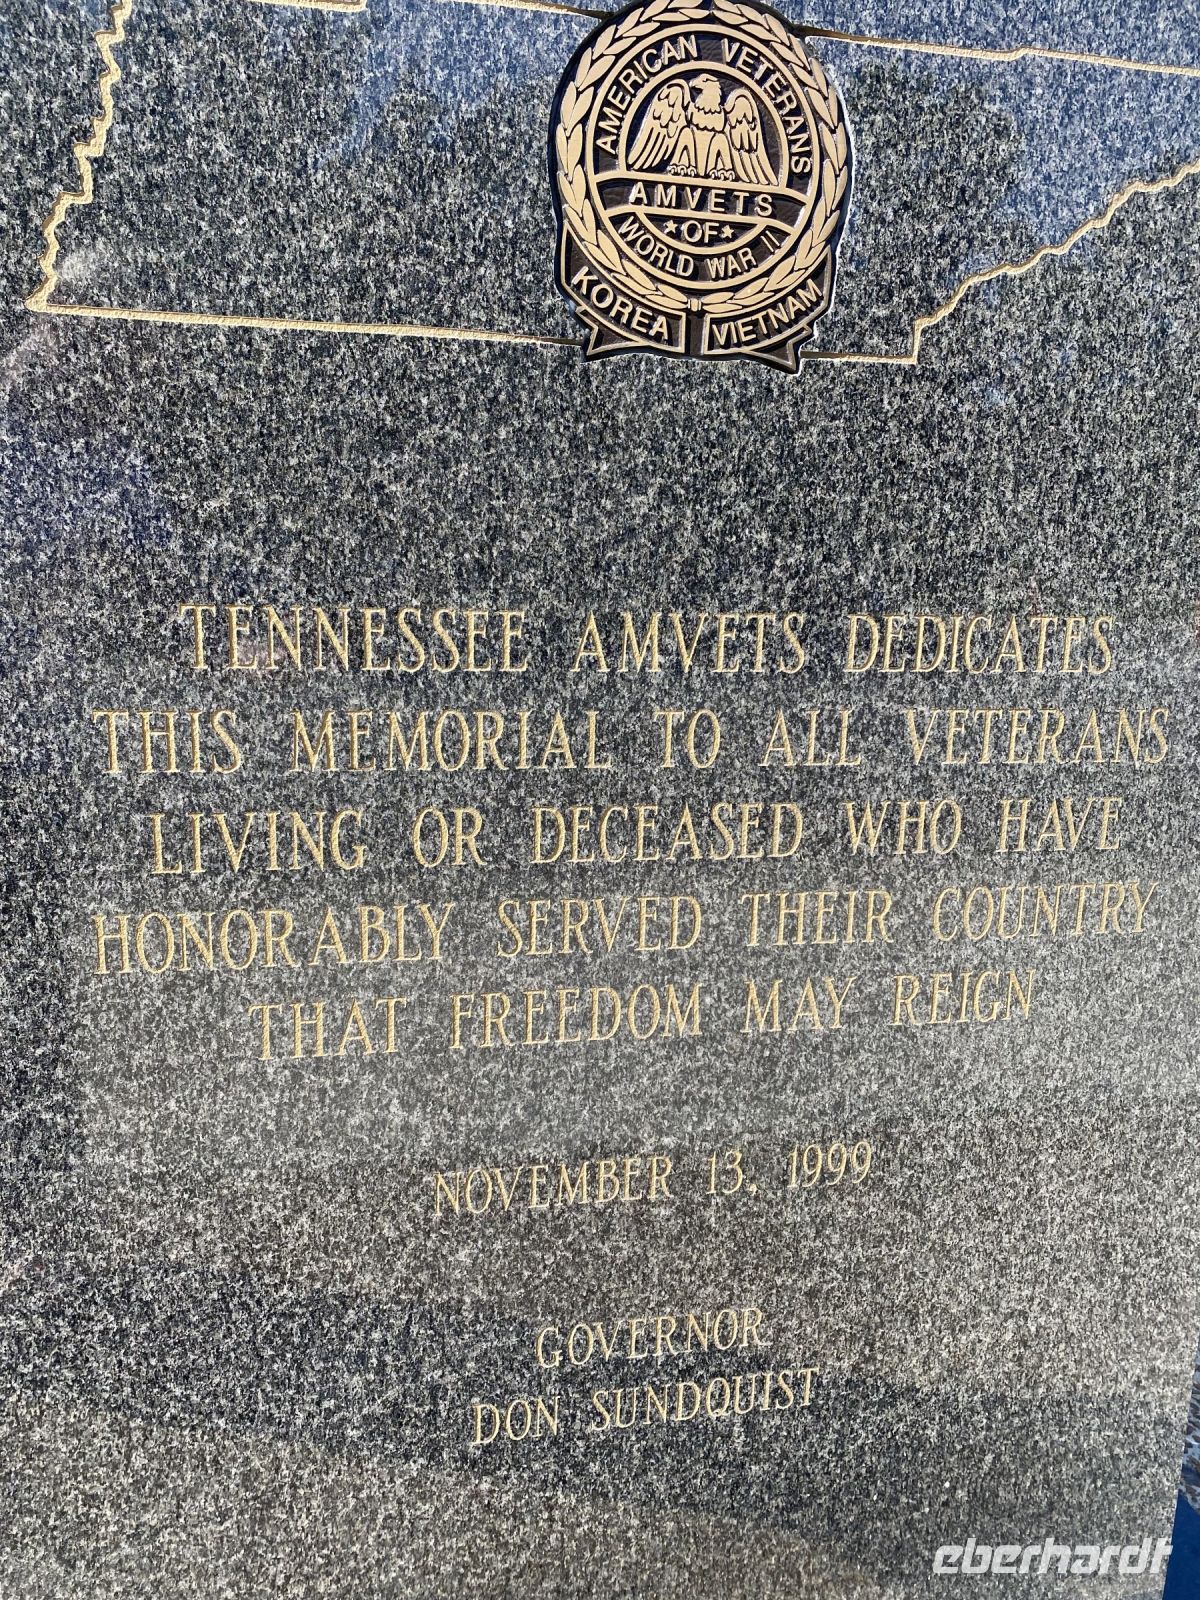 AMERICAN VETERANS
AMVETS
OF
WORLD WAR II
KOREA VIETNAM
TENNESSEE AMVETS DEDICATES
THIS MEMORIAL TO ALL VETERANS
LIVING OR DECEASED WHO HAVE
HONORABLY SERVED THEIR COUNTRY
THAT FREEDOM MAY REIGN
NOVEMBER 13, 1999
GOVERNOR
DON SUNDQUIST
eberhardt